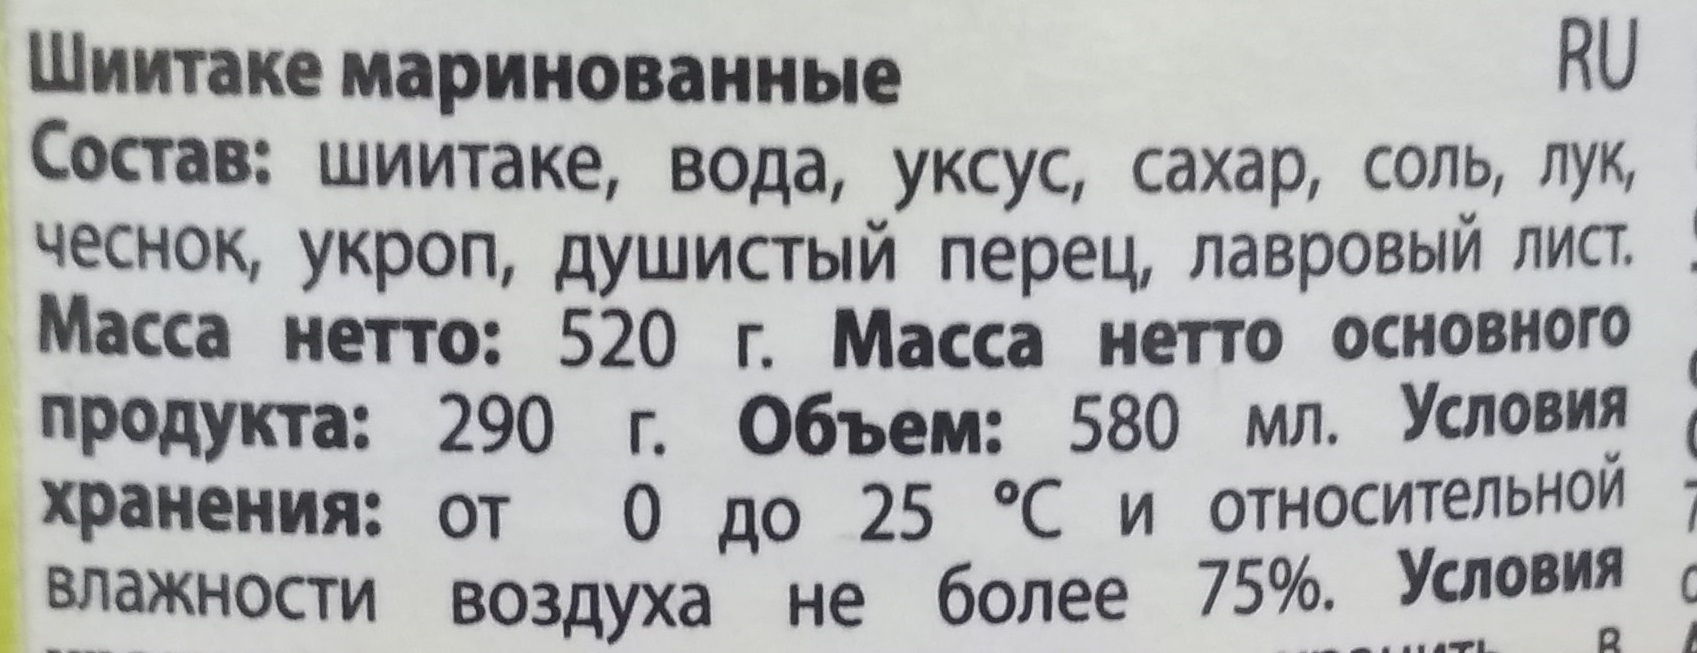 Шиитаке маринованные RU
Состав: шиитаке, вода, уксус, сахар, соль, лук,
чеснок, укроп, душистый перец, лавровый лист.
Масса нетто: 520 г. Масса нетто основного
продукта: 290 г. Объем: 580 мл. Условия
хранения: от 0 до 25 °C и относительной
влажности воздуха не более 75%. Условия
в